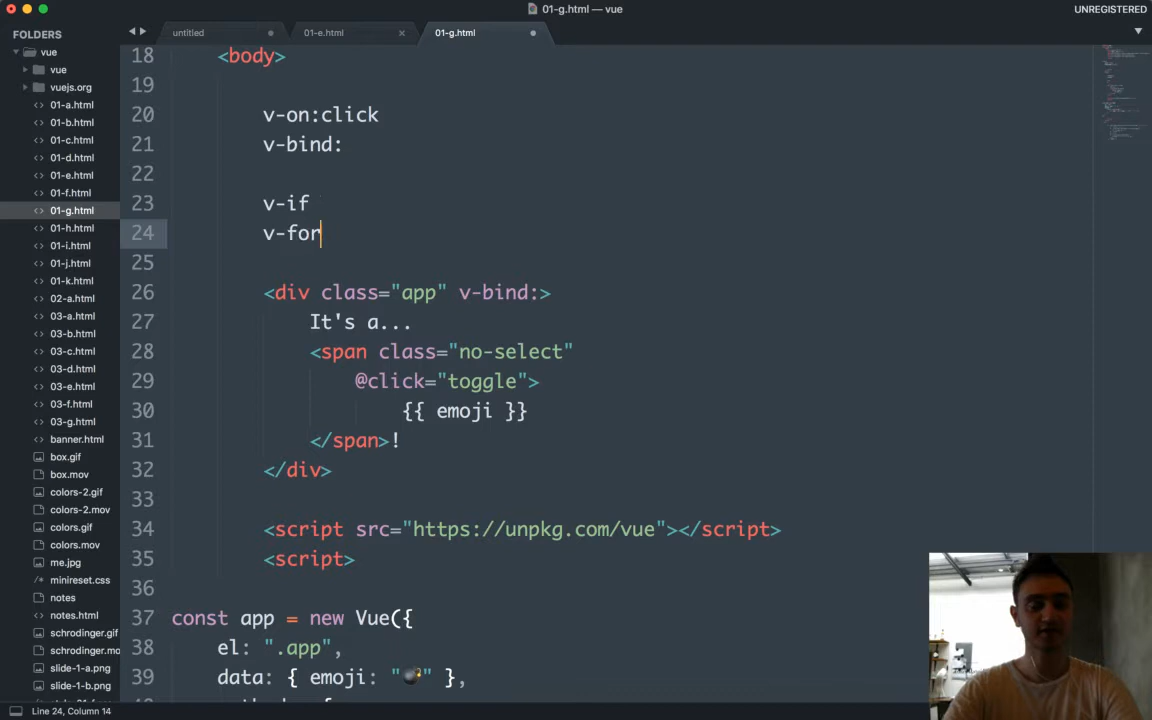 01-g.html — vue
UNREGISTERED
FOLDERS
untitled
01-e.html
01-g.html
vue
vue
vuejs.org
01-a.html
01-b.html
01-c.html
01-d.html
01-e.html
01-f.html
01-g.html
01-h.html
01-i.html
01-j.html
01-k.html
02-a.html
03-a.html
03-b.html
03-c.html
03-d.html
03-e.html
03-f.html
03-g.html
banner.html
box.gif
box.mov
colors-2.gif
colors-2.mov
colors.gif
colors.mov
me.jpg
minireset.css
notes
notes.html
schrodinger.gif
schrodinger.mo
slide-1-a.png
slide-1-b.png
18 <body>
19
20 v-on:click
21 v-bind:
22
23 v-if
24 v-for
25
26 <div class="app" v-bind:>
27 It's a...
28 <span class="no-select"
29 @click="toggle">
30 {{ emoji }}
31 </span>!
32 </div>
33
34 <script src="https://unpkg.com/vue"></script>
35 <script>
36
37 const app = new Vue({
38 el: ".app",
39 data: { emoji: "💣" },
Line 24, Column 14